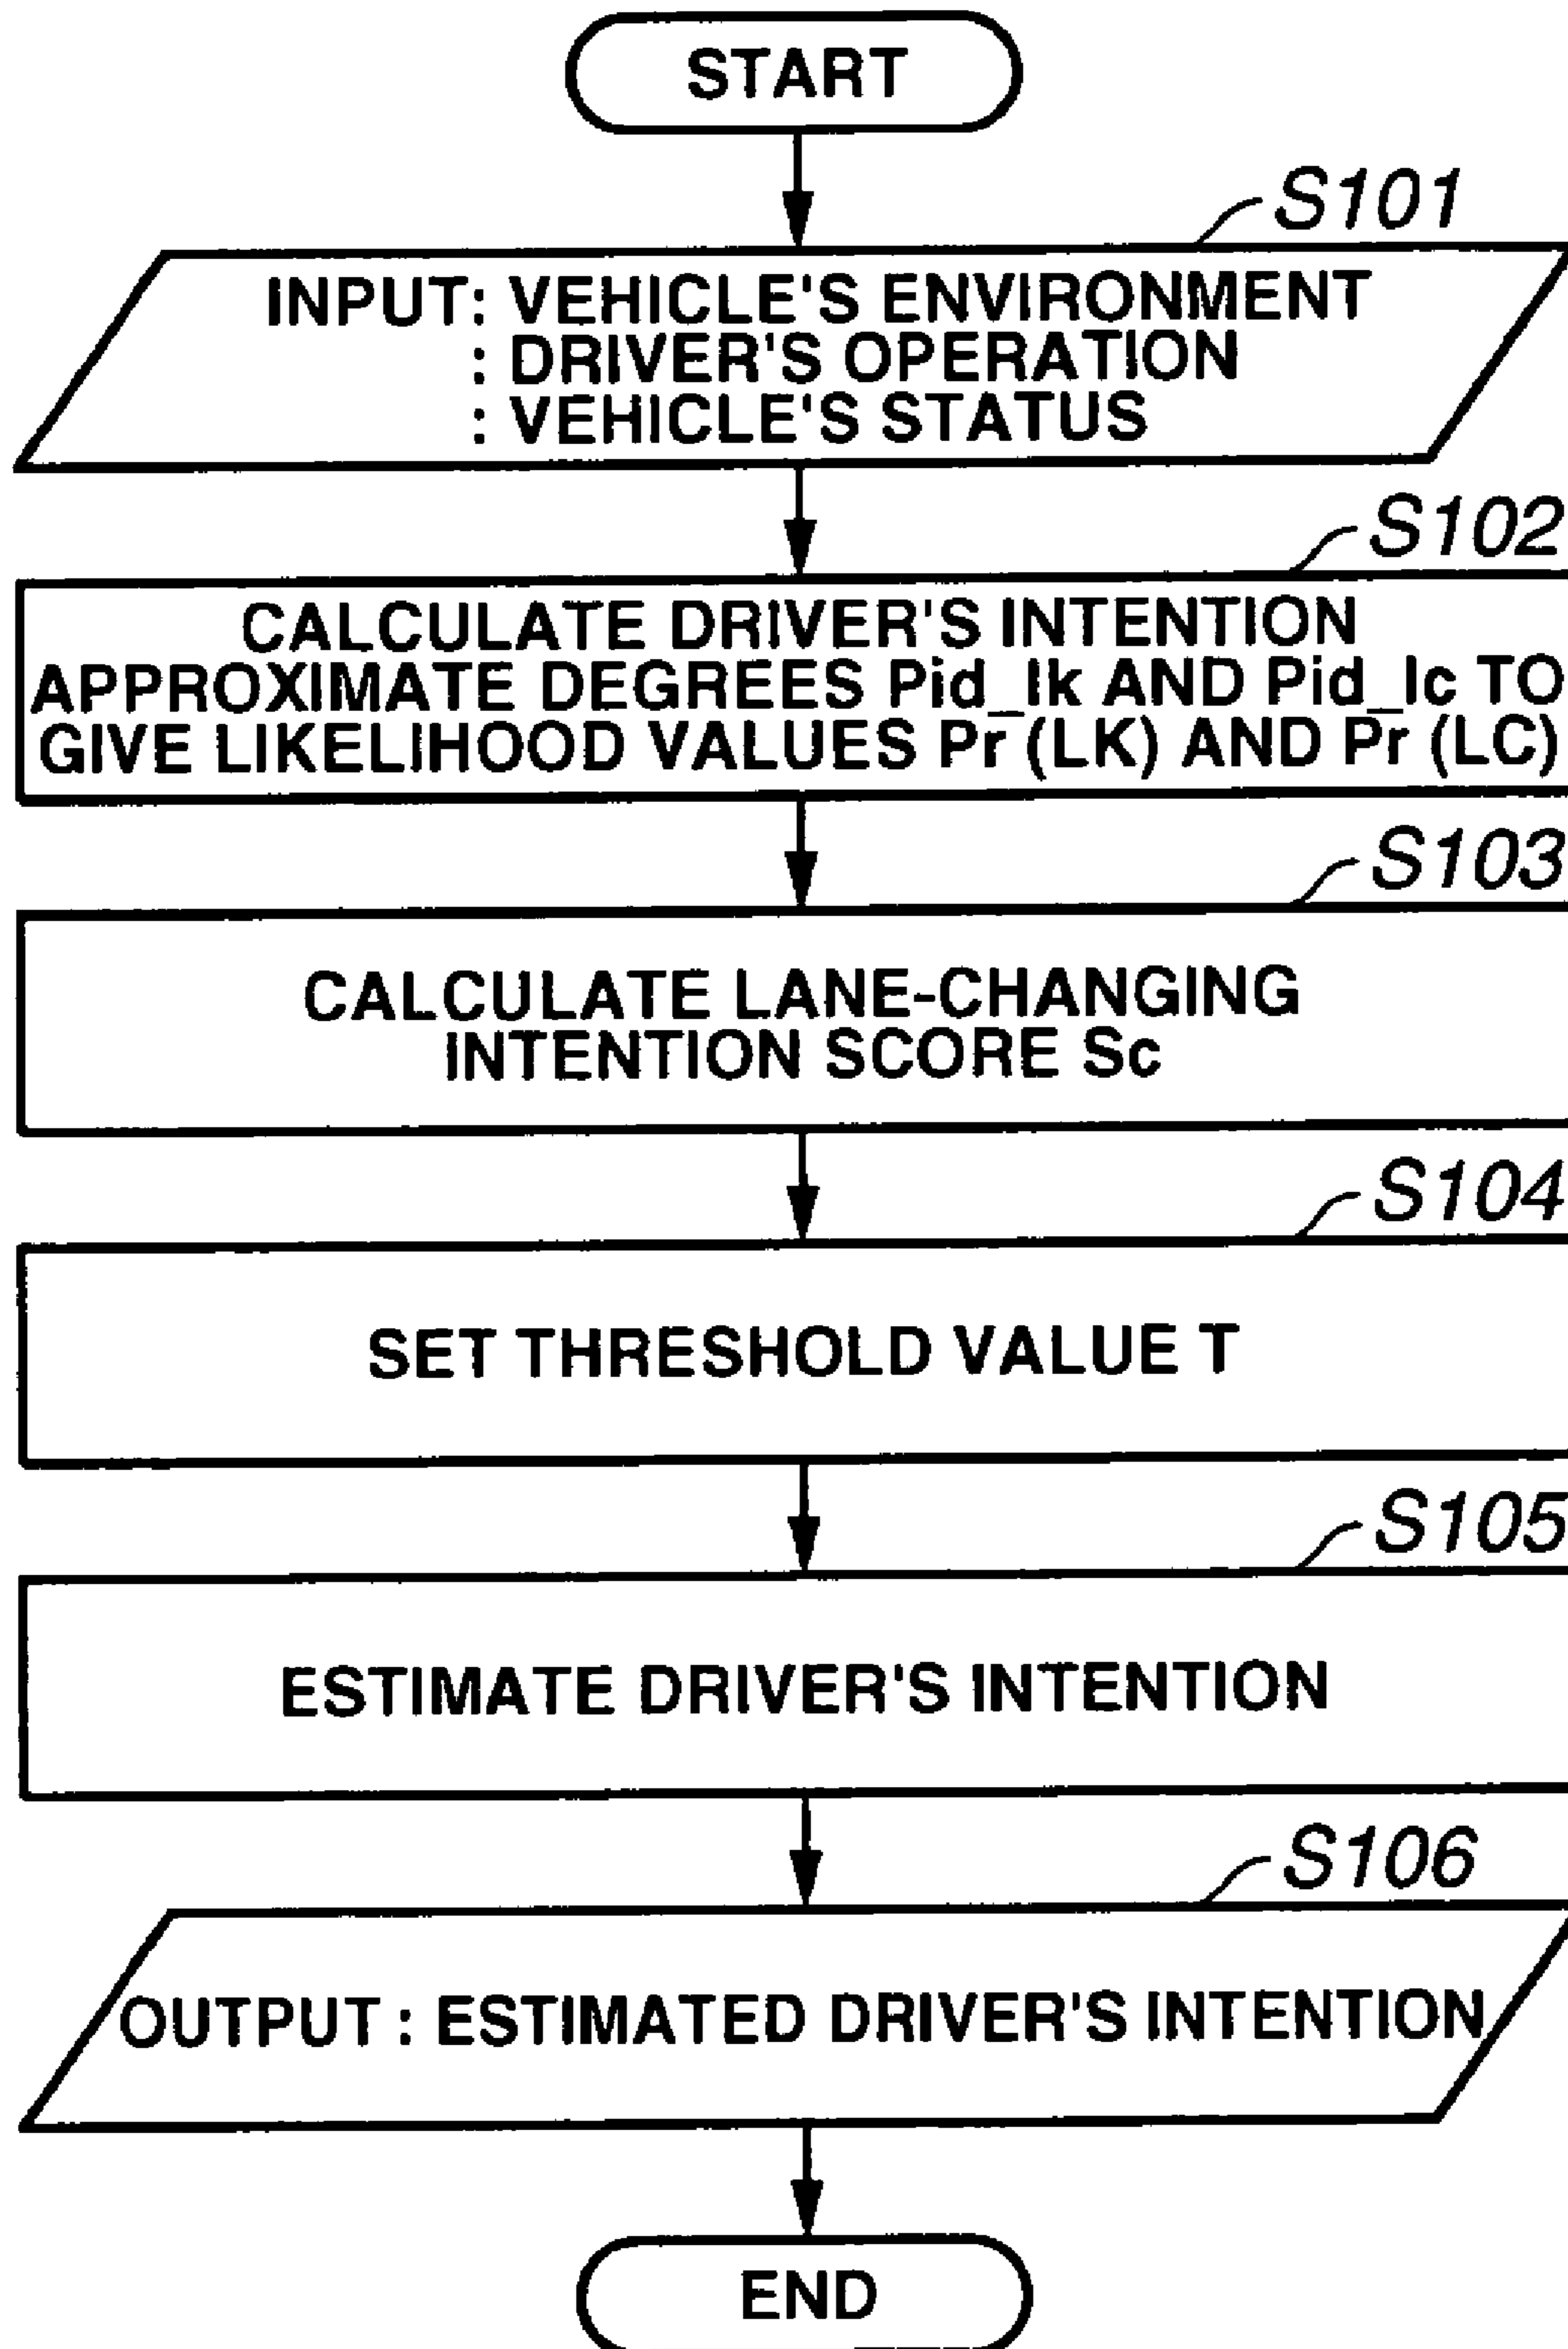 START
S101
INPUT: VEHICLE'S ENVIRONMENT
: DRIVER'S OPERATION
: VEHICLE'S STATUS
S102
CALCULATE DRIVER'S INTENTION
APPROXIMATE DEGREES Pid_lk AND Pid_lc TO
GIVE LIKELIHOOD VALUES Pr (LK) AND Pr (LC)
S103
CALCULATE LANE-CHANGING
INTENTION SCORE Sc
S104
SET THRESHOLD VALUE T
S105
ESTIMATE DRIVER'S INTENTION
S106
OUTPUT : ESTIMATED DRIVER'S INTENTION
END